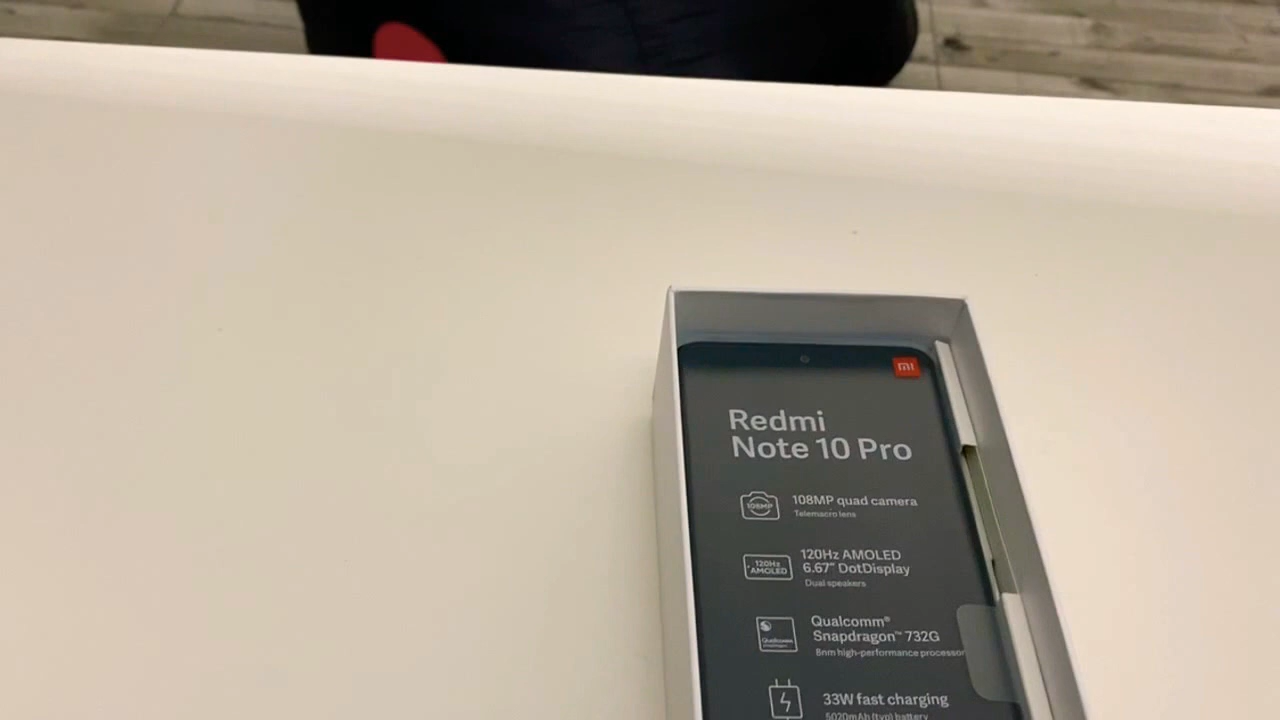 mi
Redmi
Note 10 Pro
108MP
108MP quad camera
Telemacro lens
120Hz
AMOLED
120Hz AMOLED
6.67" DotDisplay
Dual speakers
Qualcomm
Qualcomm®
Snapdragon™ 732G
8nm high-performance processor
33W fast charging
5020mAh (typ) battery